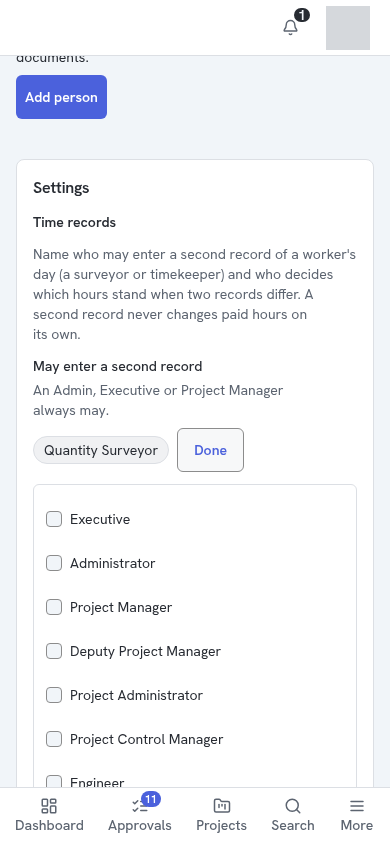 1
documents.
Add person
Settings
Time records
Name who may enter a second record of a worker's
day (a surveyor or timekeeper) and who decides
which hours stand when two records differ. A
second record never changes paid hours on
its own.
May enter a second record
An Admin, Executive or Project Manager
always may.
Quantity Surveyor
Done
Executive
Administrator
Project Manager
Deputy Project Manager
Project Administrator
Project Control Manager
Engineer
11
Dashboard
Approvals
Projects
Search
More